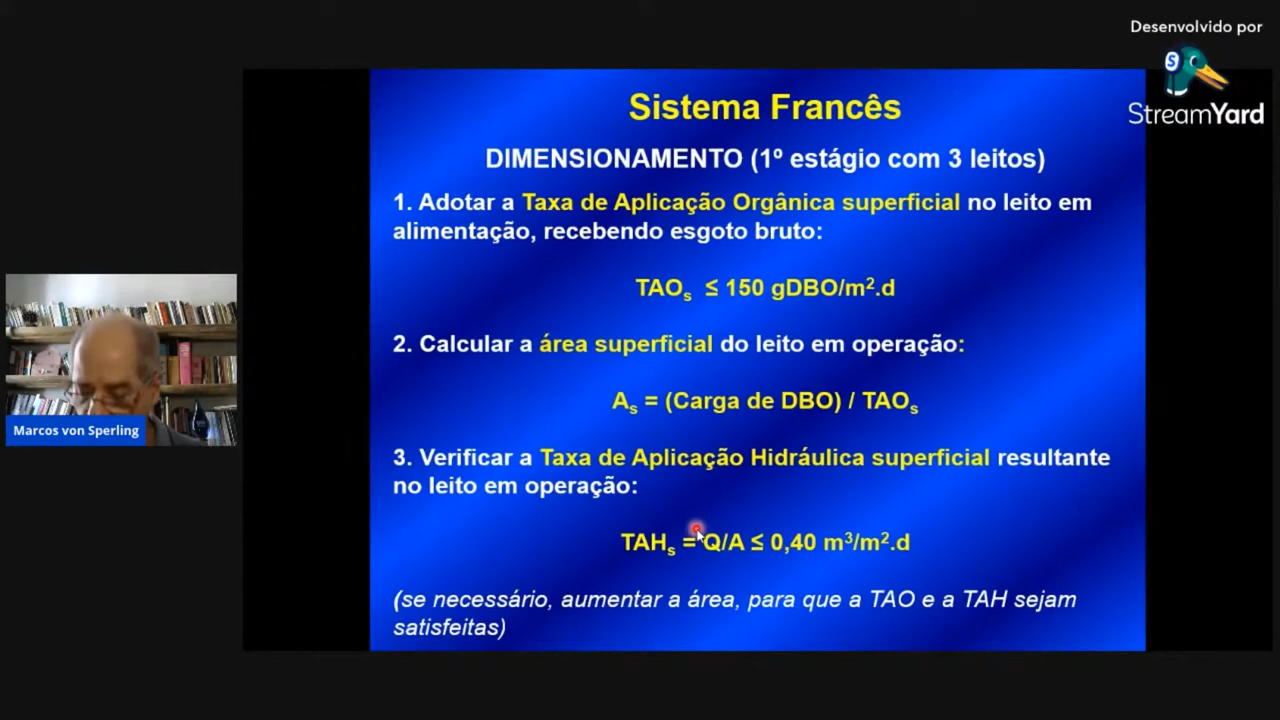 Desenvolvido por
StreamYard
Sistema Francês
DIMENSIONAMENTO (1º estágio com 3 leitos)
1. Adotar a Taxa de Aplicação Orgânica superficial no leito em
alimentação, recebendo esgoto bruto:
TAOs ≤ 150 gDBO/m².d
2. Calcular a área superficial do leito em operação:
As = (Carga de DBO) / TAOs
3. Verificar a Taxa de Aplicação Hidráulica superficial resultante
no leito em operação:
TAHs = Q/A ≤ 0,40 m³/m².d
(se necessário, aumentar a área, para que a TAO e a TAH sejam
satisfeitas)
Marcos von Sperling